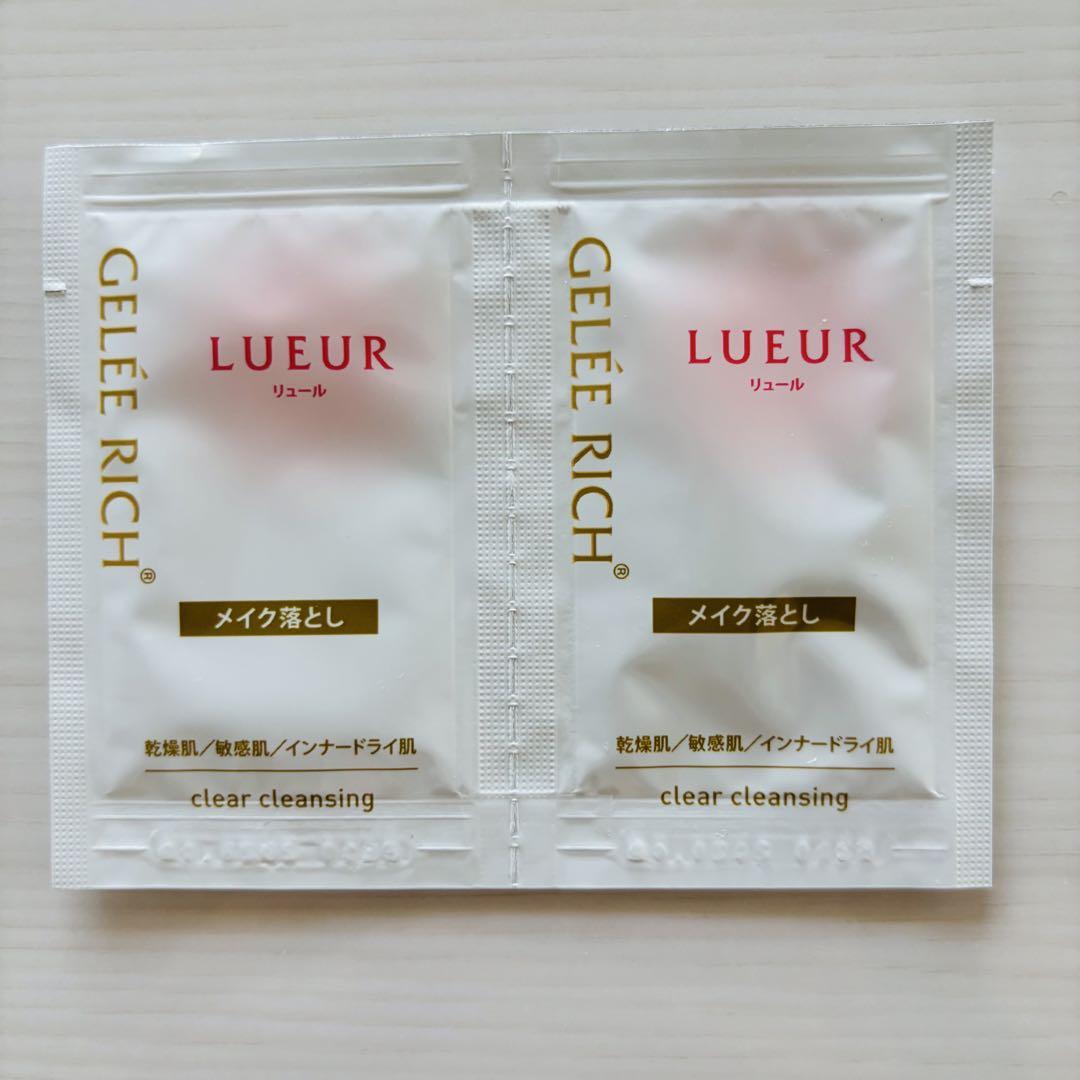 GELÉE RICH®
LUEUR
リュール
メイク落とし
乾燥肌／敏感肌／インナードライ肌
clear cleansing
GELÉE RICH®
LUEUR
リュール
メイク落とし
乾燥肌／敏感肌／インナードライ肌
clear cleansing